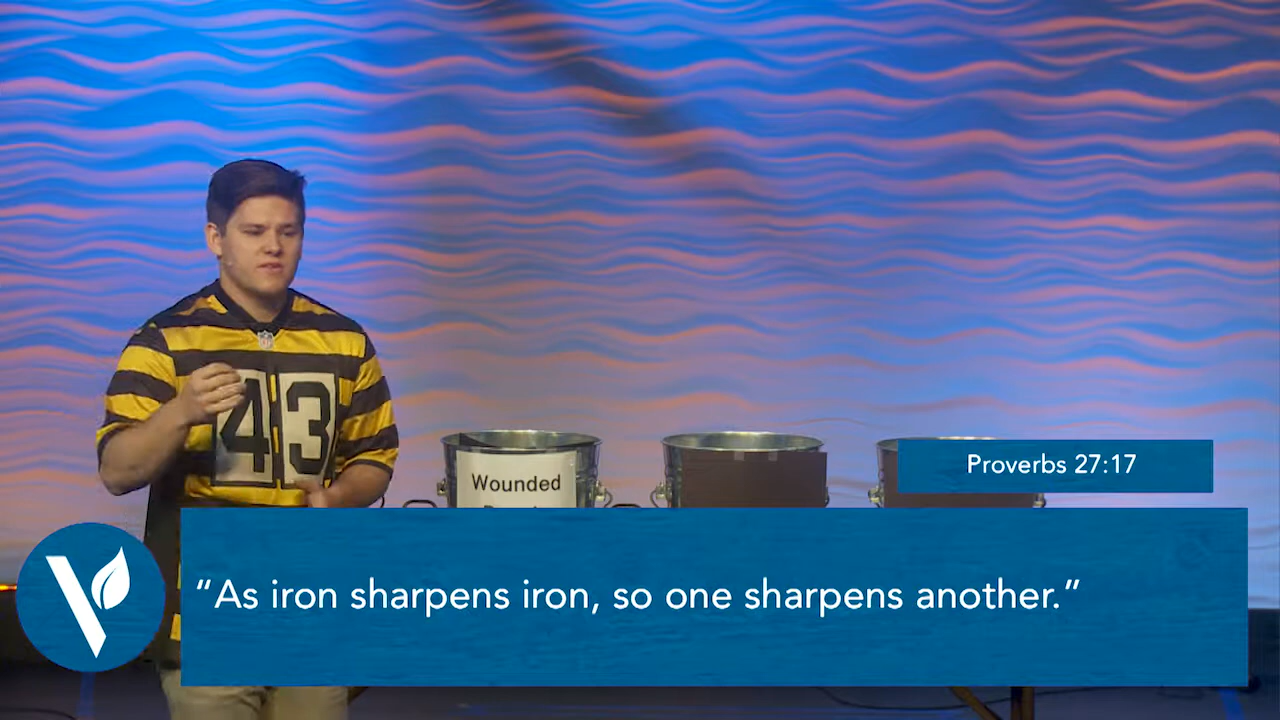 43
Wounded
Proverbs 27:17
“As iron sharpens iron, so one sharpens another.”